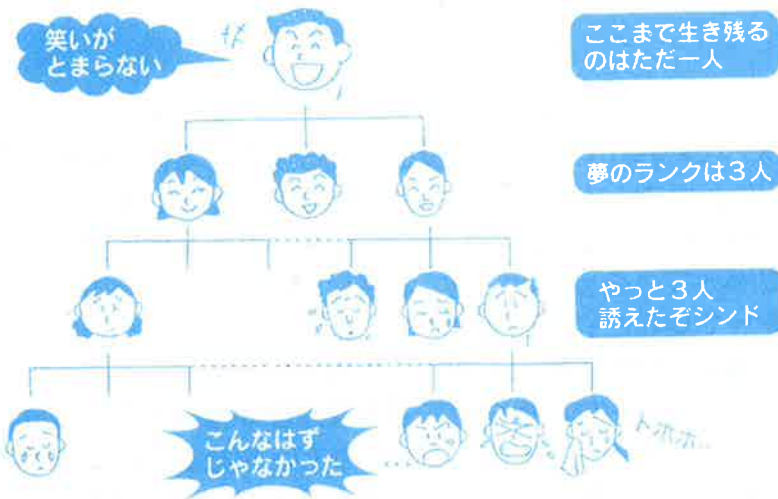 笑いが
とまらない
ここまで生き残る
のはただ一人
夢のランクは3人
やっと3人
誘えたぞシンド
こんなはず
じゃなかった
トホホ…